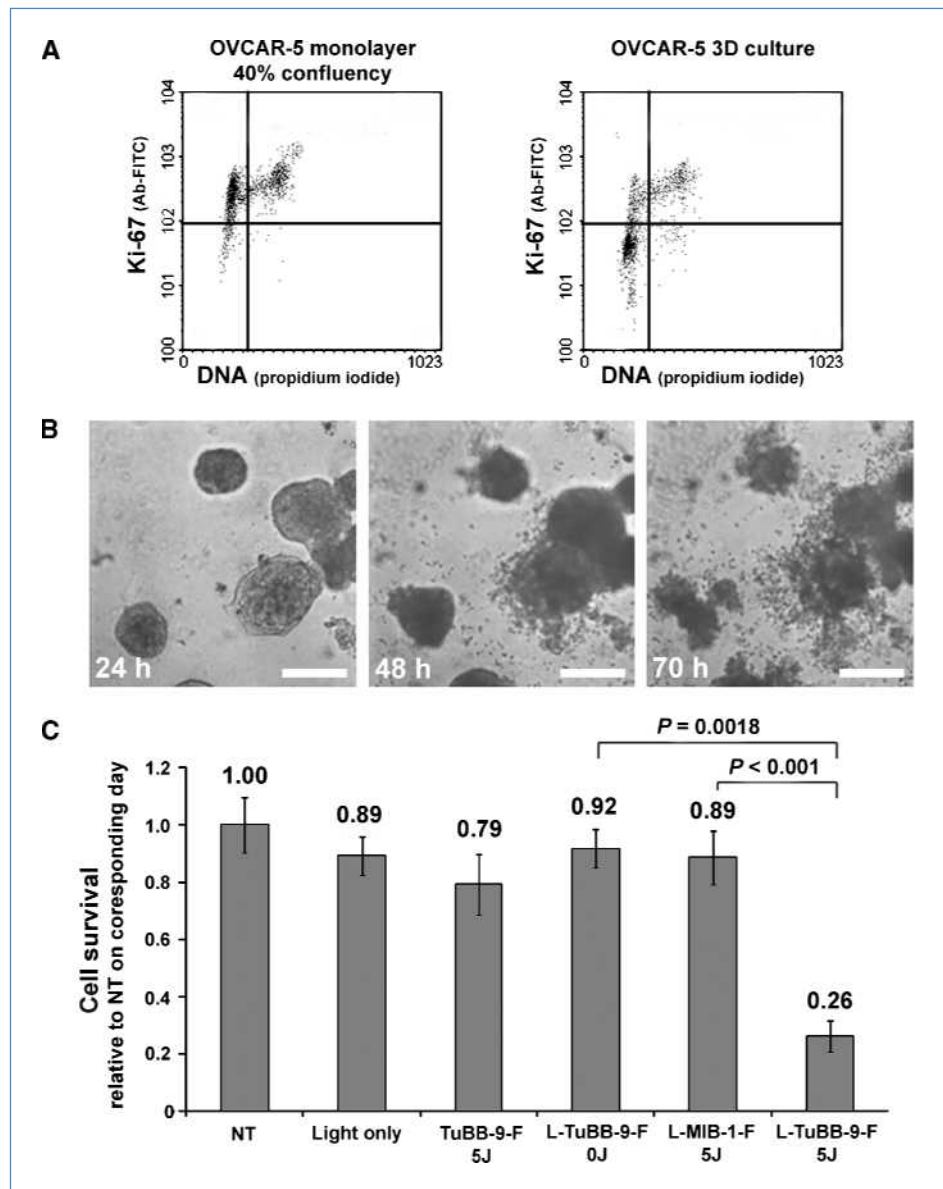 A
OVCAR-5 monolayer
40% confluency
OVCAR-5 3D culture
104
103
102
101
100
Ki-67 (Ab-FITC)
0
1023
DNA (propidium iodide)
104
103
102
101
100
Ki-67 (Ab-FITC)
0
1023
DNA (propidium iodide)
B
24 h
48 h
70 h
C
P = 0.0018
P < 0.001
Cell survival
relative to NT on coresponding day
1.2
1.0
0.8
0.6
0.4
0.2
0
1.00
0.89
0.79
0.92
0.89
0.26
NT
Light only
TuBB-9-F
5J
L-TuBB-9-F
0J
L-MIB-1-F
5J
L-TuBB-9-F
5J